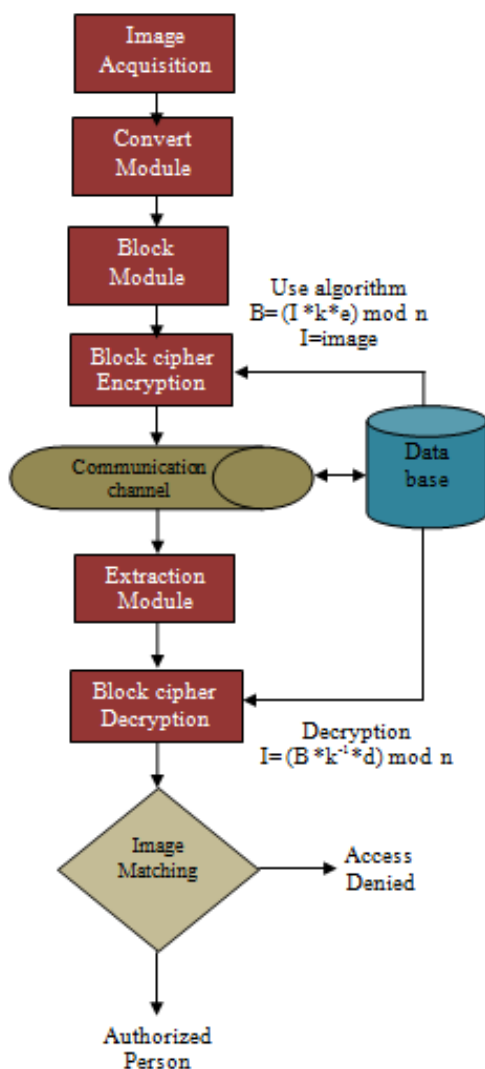 Image
Acquisition
Convert
Module
Block
Module
Use algorithm
B= (I *k*e) mod n
I=image
Block cipher
Encryption
Communication
channel
Data
base
Extraction
Module
Block cipher
Decryption
Decryption
I= (B *k⁻¹*d) mod n
Image
Matching
Access
Denied
Authorized
Person